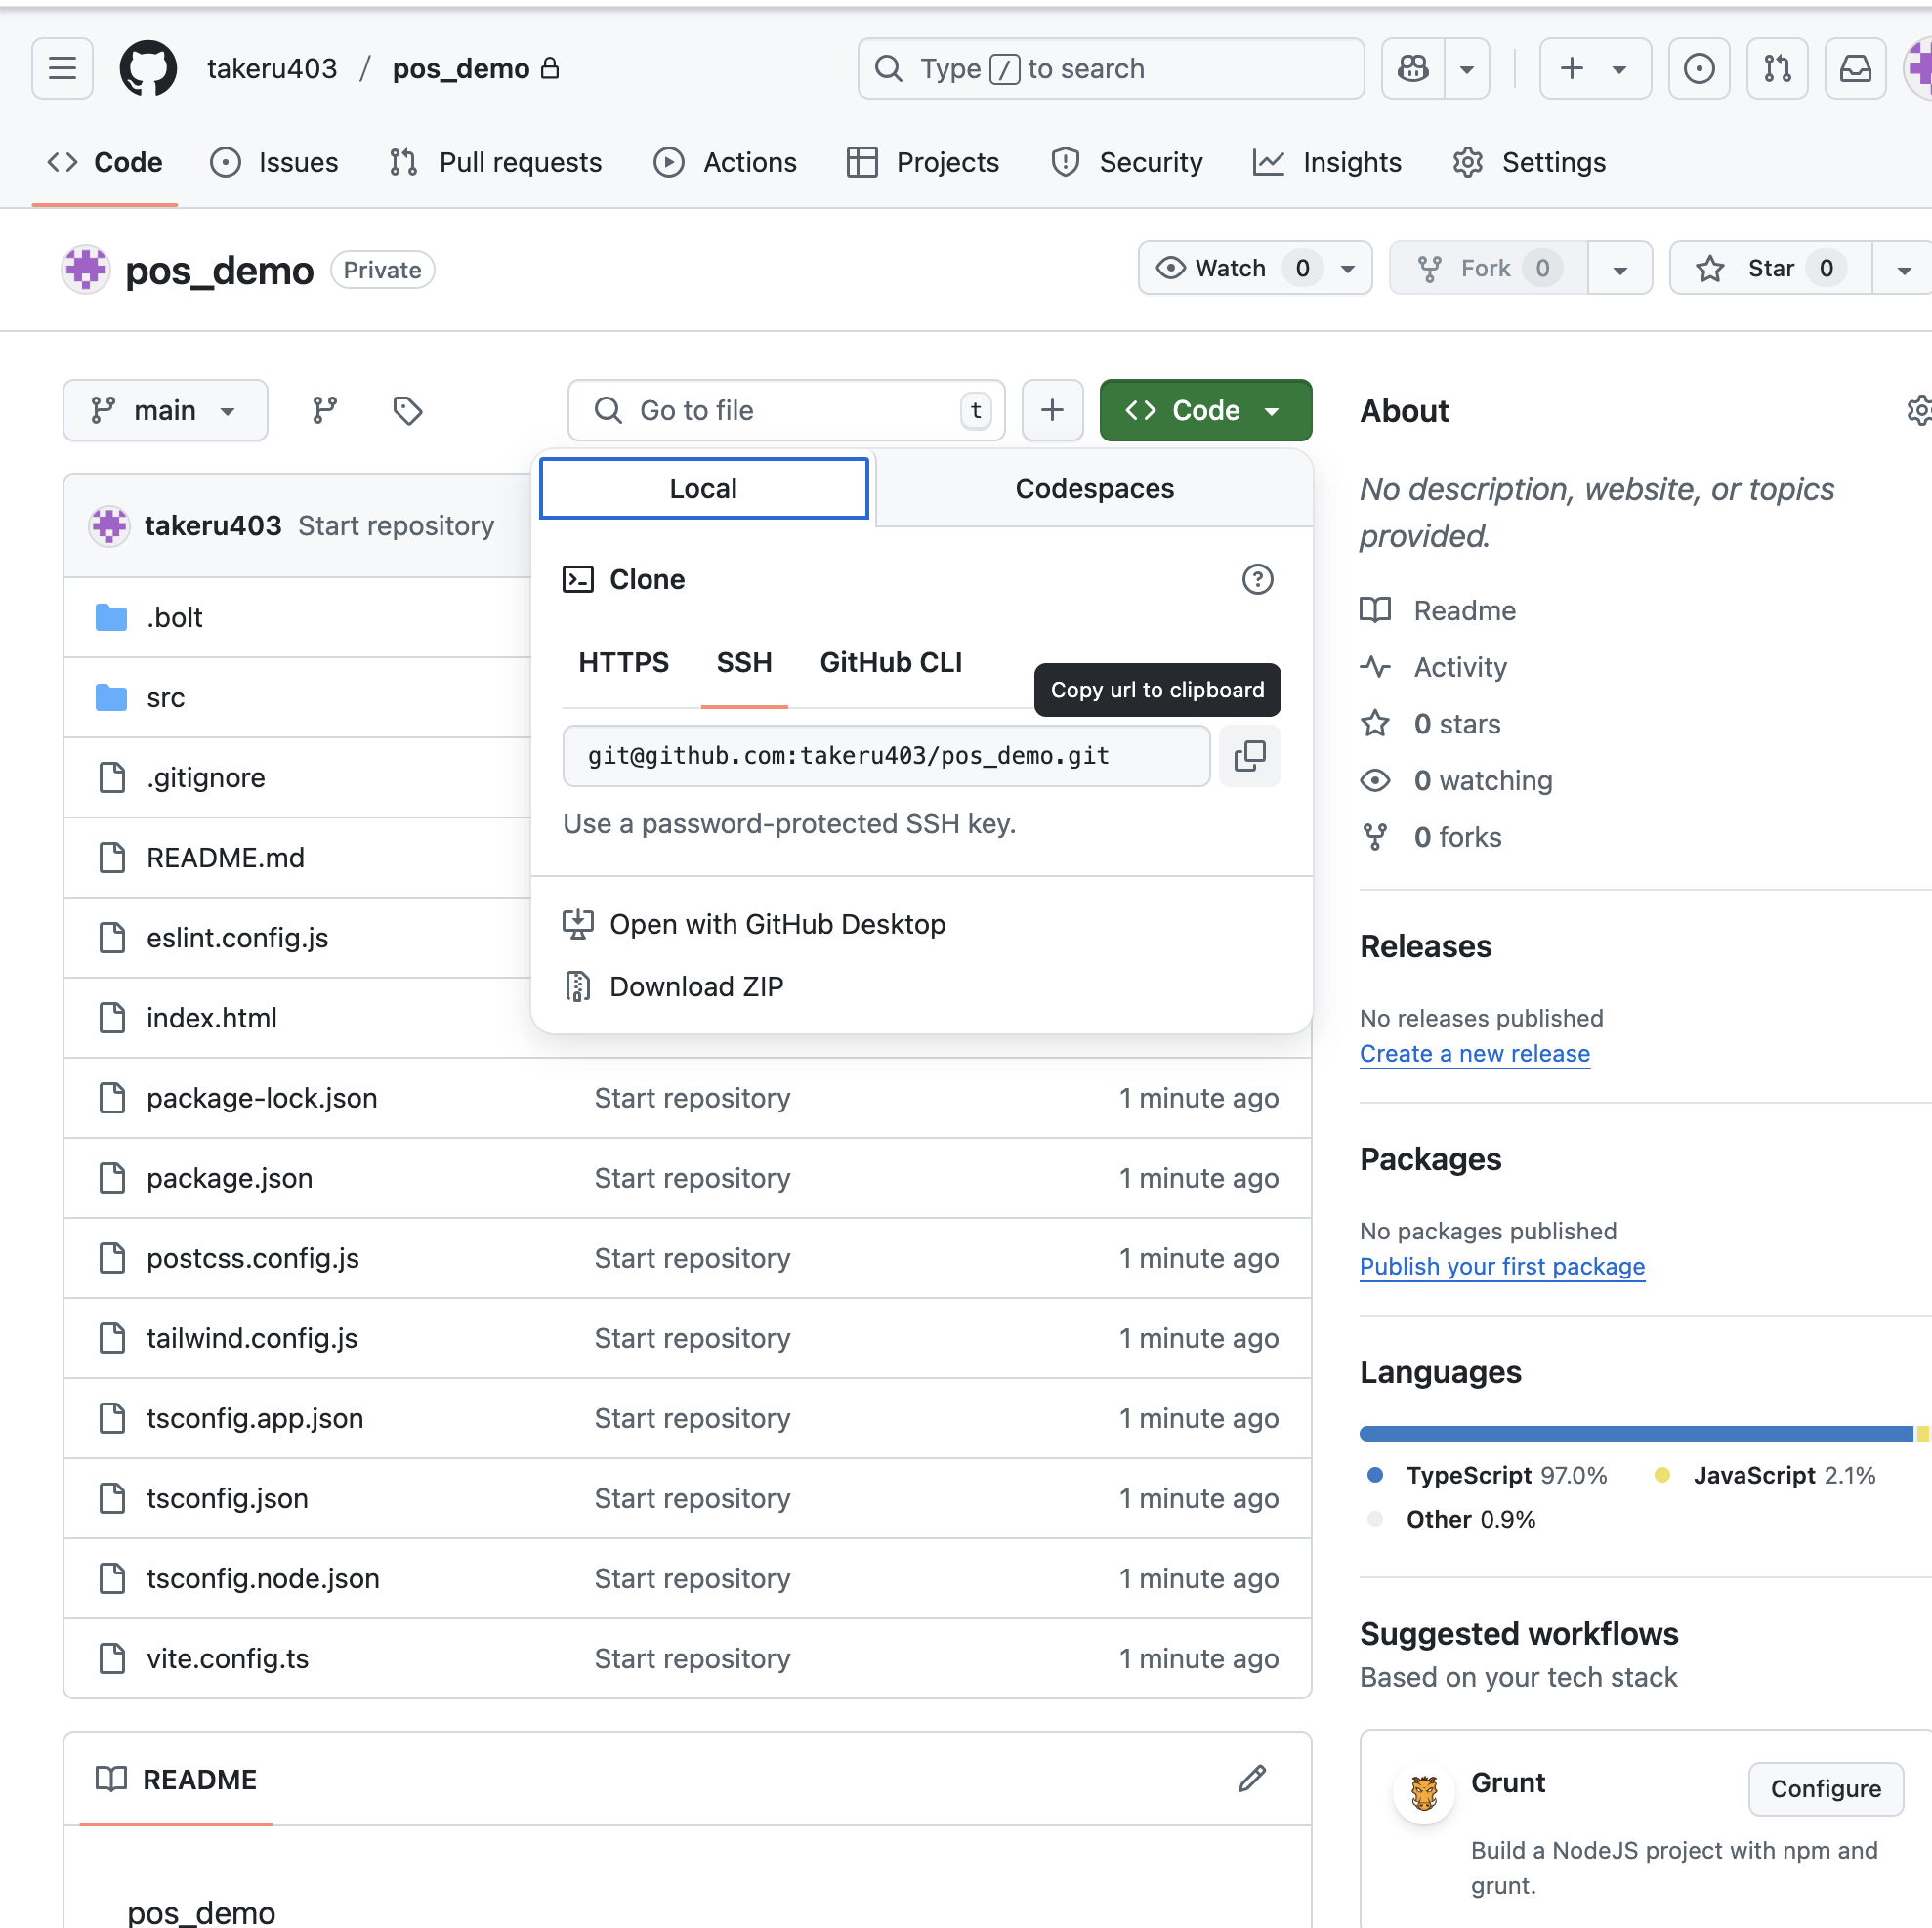 takeru403 / pos_demo
Type / to search
Code
Issues
Pull requests
Actions
Projects
Security
Insights
Settings
pos_demo
Private
Watch 0
Fork 0
Star 0
main
Go to file
t
Code
takeru403 Start repository
.bolt
src
.gitignore
README.md
eslint.config.js
index.html
package-lock.json Start repository 1 minute ago
package.json Start repository 1 minute ago
postcss.config.js Start repository 1 minute ago
tailwind.config.js Start repository 1 minute ago
tsconfig.app.json Start repository 1 minute ago
tsconfig.json Start repository 1 minute ago
tsconfig.node.json Start repository 1 minute ago
vite.config.ts Start repository 1 minute ago
Local
Codespaces
Clone
HTTPS
SSH
GitHub CLI
Copy url to clipboard
git@github.com:takeru403/pos_demo.git
Use a password-protected SSH key.
Open with GitHub Desktop
Download ZIP
README
pos_demo
About
No description, website, or topics
provided.
Readme
Activity
0 stars
0 watching
0 forks
Releases
No releases published
Create a new release
Packages
No packages published
Publish your first package
Languages
TypeScript 97.0%
JavaScript 2.1%
Other 0.9%
Suggested workflows
Based on your tech stack
Grunt
Configure
Build a NodeJS project with npm and
grunt.